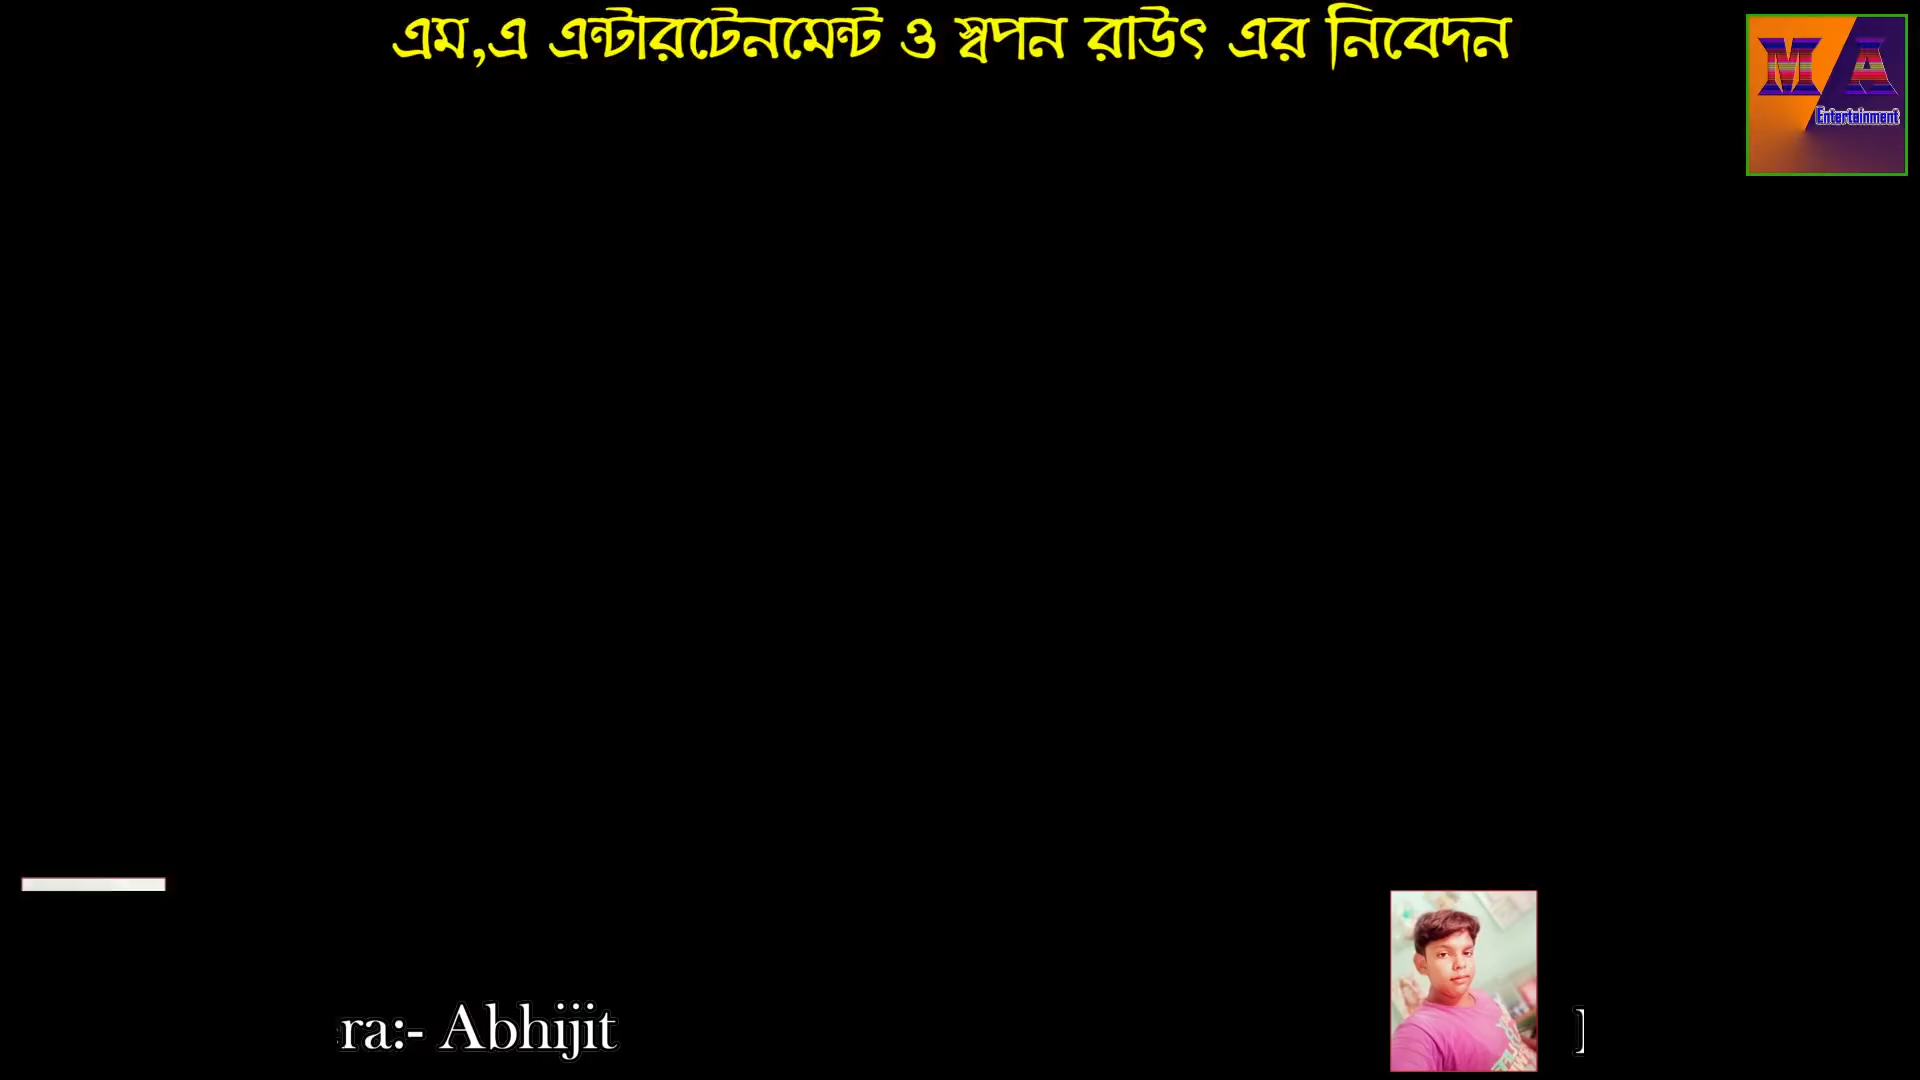 এম,এ এন্টারটেনমেন্ট ও স্বপন রাউৎ এর নিবেদন
M A
Entertainment
ra:- Abhijit